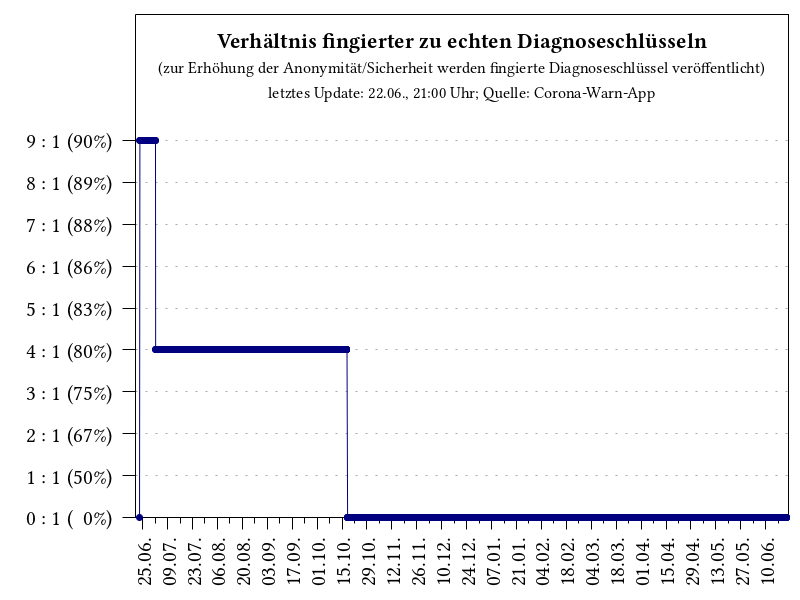 Verhältnis fingierter zu echten Diagnoseschlüsseln
(zur Erhöhung der Anonymität/Sicherheit werden fingierte Diagnoseschlüssel veröffentlicht)
letztes Update: 22.06., 21:00 Uhr; Quelle: Corona-Warn-App
9 : 1 (90%)
8 : 1 (89%)
7 : 1 (88%)
6 : 1 (86%)
5 : 1 (83%)
4 : 1 (80%)
3 : 1 (75%)
2 : 1 (67%)
1 : 1 (50%)
0 : 1 ( 0%)
25.06.
09.07.
23.07.
06.08.
20.08.
03.09.
17.09.
01.10.
15.10.
29.10.
12.11.
26.11.
10.12.
24.12.
07.01.
21.01.
04.02.
18.02.
04.03.
18.03.
01.04.
15.04.
29.04.
13.05.
27.05.
10.06.